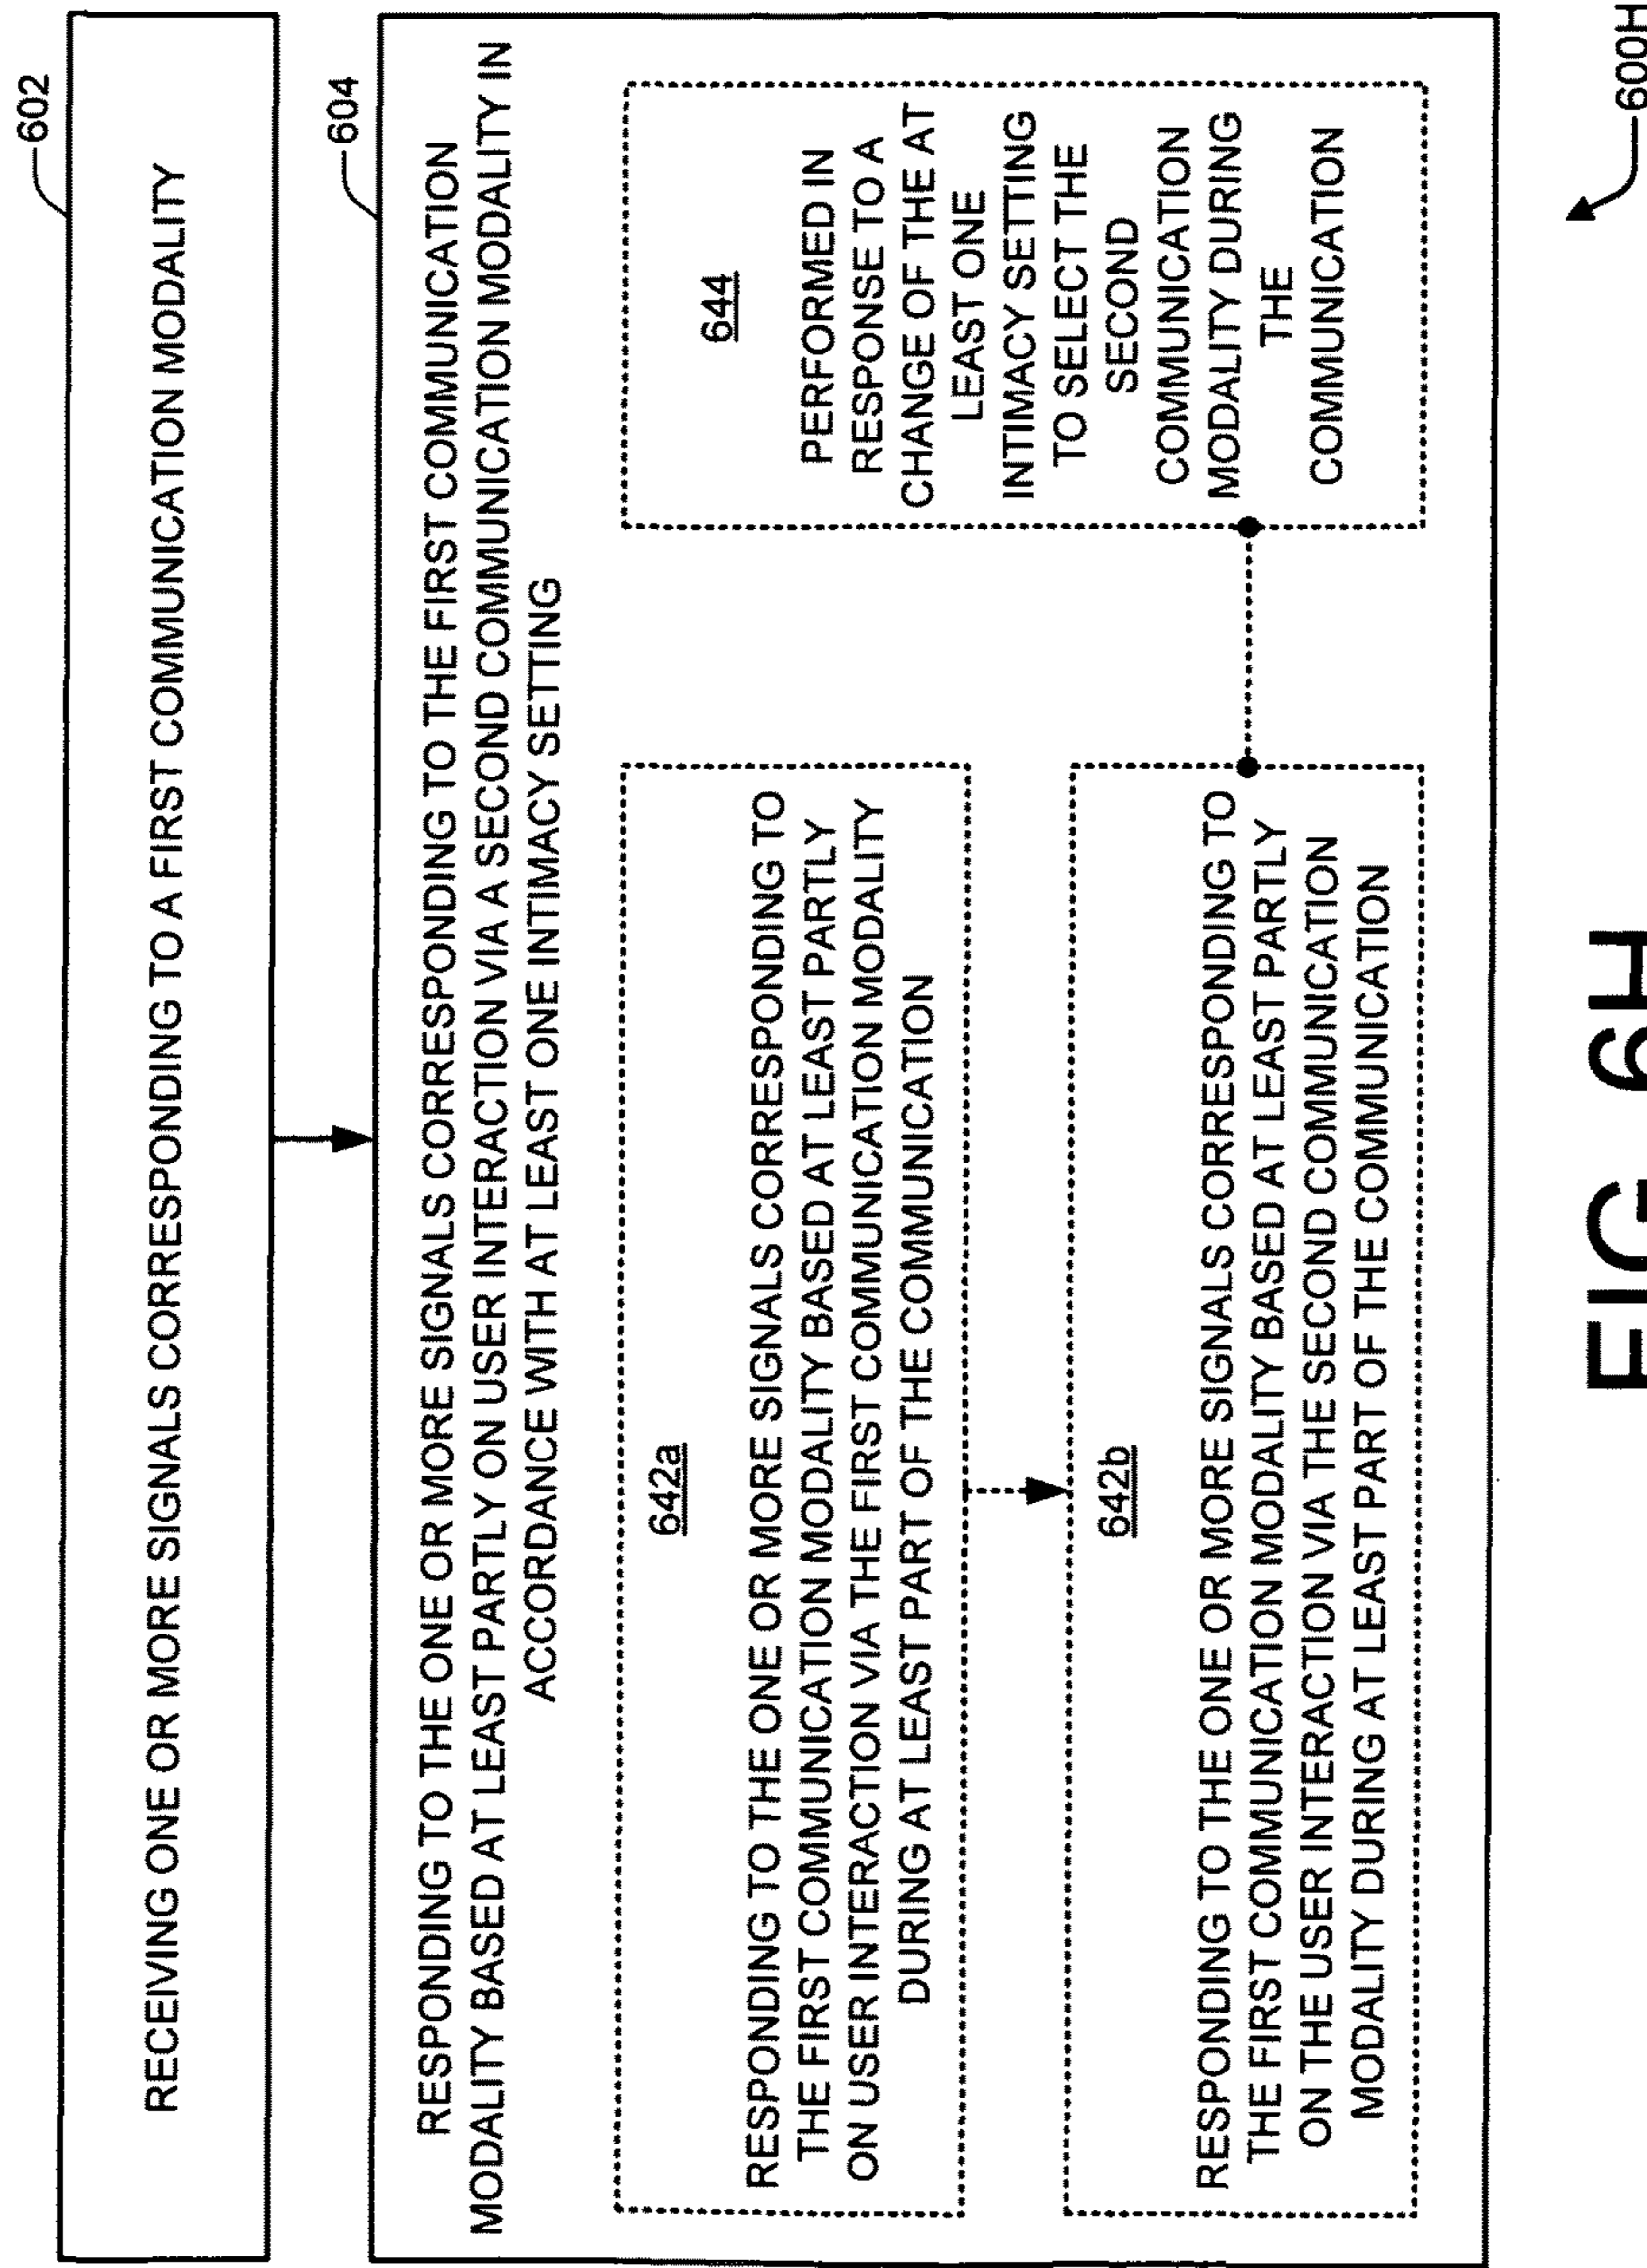 602
RECEIVING ONE OR MORE SIGNALS CORRESPONDING TO A FIRST COMMUNICATION MODALITY
604
RESPONDING TO THE ONE OR MORE SIGNALS CORRESPONDING TO THE FIRST COMMUNICATION
MODALITY BASED AT LEAST PARTLY ON USER INTERACTION VIA A SECOND COMMUNICATION MODALITY IN
ACCORDANCE WITH AT LEAST ONE INTIMACY SETTING
642a
RESPONDING TO THE ONE OR MORE SIGNALS CORRESPONDING TO
THE FIRST COMMUNICATION MODALITY BASED AT LEAST PARTLY
ON USER INTERACTION VIA THE FIRST COMMUNICATION MODALITY
DURING AT LEAST PART OF THE COMMUNICATION
642b
RESPONDING TO THE ONE OR MORE SIGNALS CORRESPONDING TO
THE FIRST COMMUNICATION MODALITY BASED AT LEAST PARTLY
ON THE USER INTERACTION VIA THE SECOND COMMUNICATION
MODALITY DURING AT LEAST PART OF THE COMMUNICATION
644
PERFORMED IN
RESPONSE TO A
CHANGE OF THE AT
LEAST ONE
INTIMACY SETTING
TO SELECT THE
SECOND
COMMUNICATION
MODALITY DURING
THE
COMMUNICATION
600H
FIG. 6H